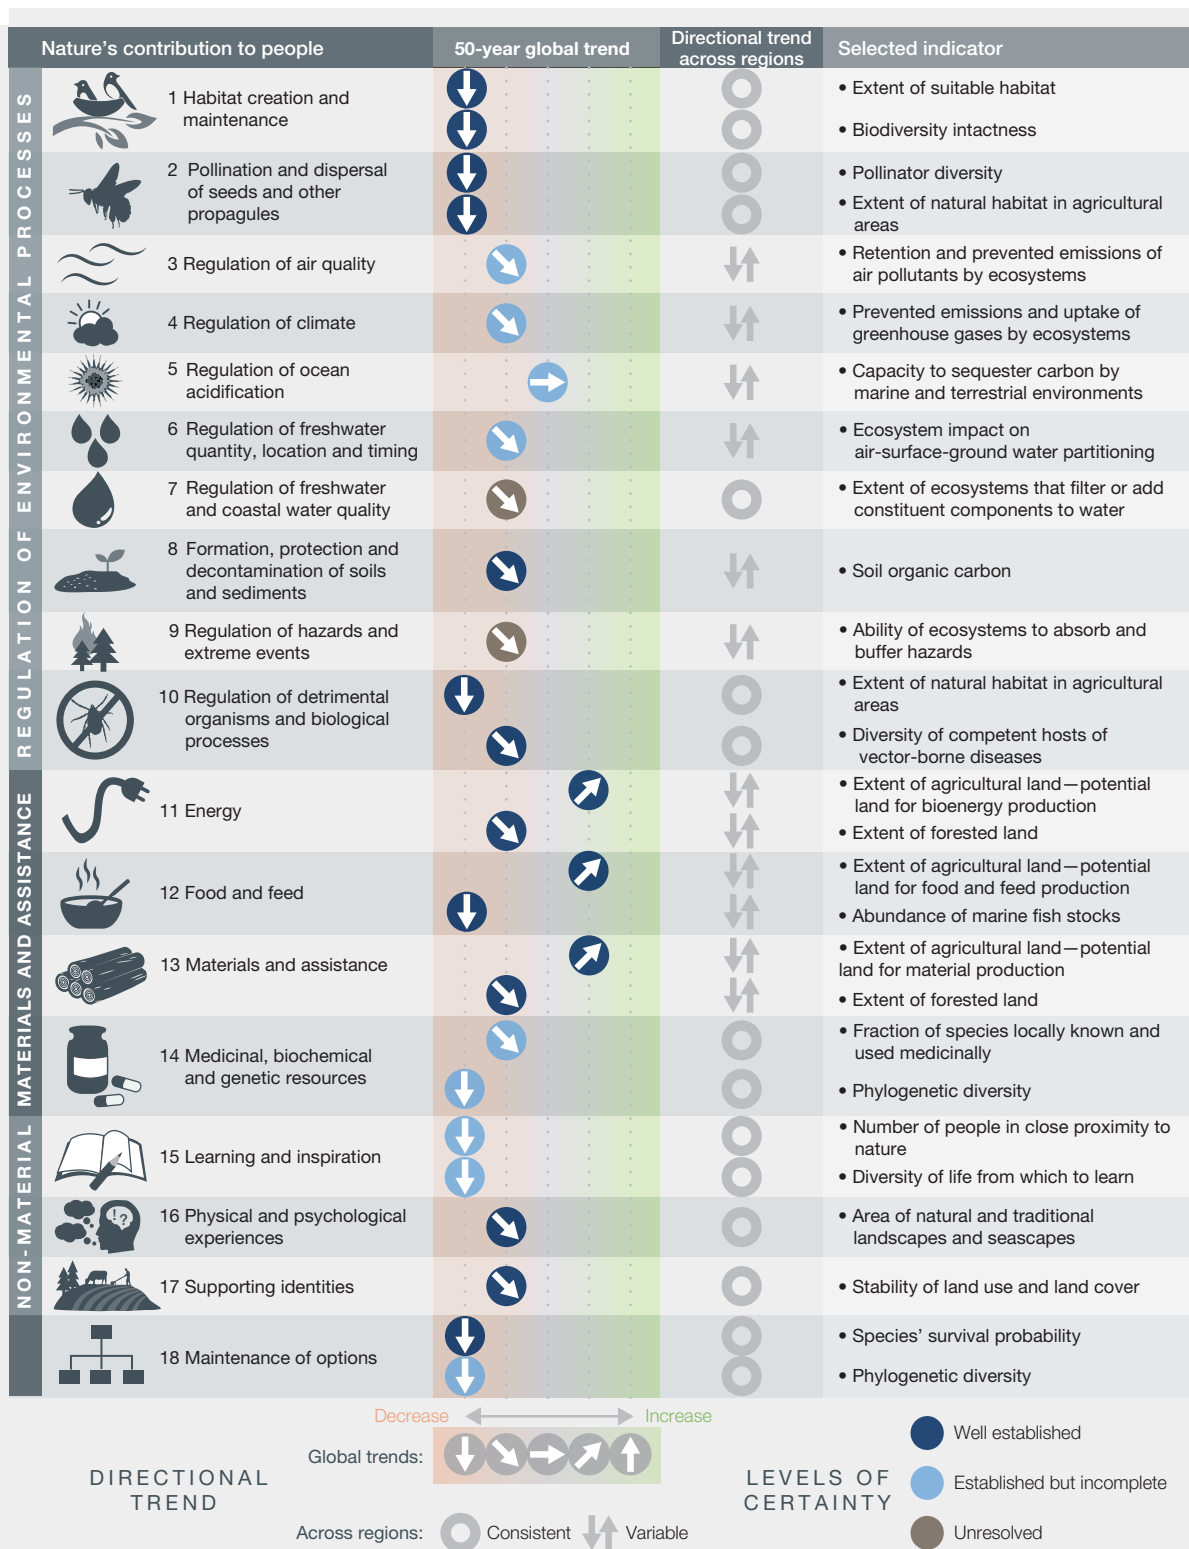 Nature's contribution to people
50-year global trend
Directional trend
across regions
Selected indicator
REGULATION OF ENVIRONMENTAL PROCESSES
1 Habitat creation and
maintenance
• Extent of suitable habitat
• Biodiversity intactness
2 Pollination and dispersal
of seeds and other
propagules
• Pollinator diversity
• Extent of natural habitat in agricultural
areas
3 Regulation of air quality
• Retention and prevented emissions of
air pollutants by ecosystems
4 Regulation of climate
• Prevented emissions and uptake of
greenhouse gases by ecosystems
5 Regulation of ocean
acidification
• Capacity to sequester carbon by
marine and terrestrial environments
6 Regulation of freshwater
quantity, location and timing
• Ecosystem impact on
air-surface-ground water partitioning
7 Regulation of freshwater
and coastal water quality
• Extent of ecosystems that filter or add
constituent components to water
8 Formation, protection and
decontamination of soils
and sediments
• Soil organic carbon
9 Regulation of hazards and
extreme events
• Ability of ecosystems to absorb and
buffer hazards
10 Regulation of detrimental
organisms and biological
processes
• Extent of natural habitat in agricultural
areas
• Diversity of competent hosts of
vector-borne diseases
MATERIALS AND ASSISTANCE
11 Energy
• Extent of agricultural land—potential
land for bioenergy production
• Extent of forested land
12 Food and feed
• Extent of agricultural land—potential
land for food and feed production
• Abundance of marine fish stocks
13 Materials and assistance
• Extent of agricultural land—potential
land for material production
• Extent of forested land
14 Medicinal, biochemical
and genetic resources
• Fraction of species locally known and
used medicinally
• Phylogenetic diversity
NON-MATERIAL
15 Learning and inspiration
• Number of people in close proximity to
nature
• Diversity of life from which to learn
!?
16 Physical and psychological
experiences
• Area of natural and traditional
landscapes and seascapes
17 Supporting identities
• Stability of land use and land cover
18 Maintenance of options
• Species' survival probability
• Phylogenetic diversity
Decrease
Increase
Global trends:
DIRECTIONAL
TREND
Across regions:
Consistent
Variable
LEVELS OF
CERTAINTY
Well established
Established but incomplete
Unresolved